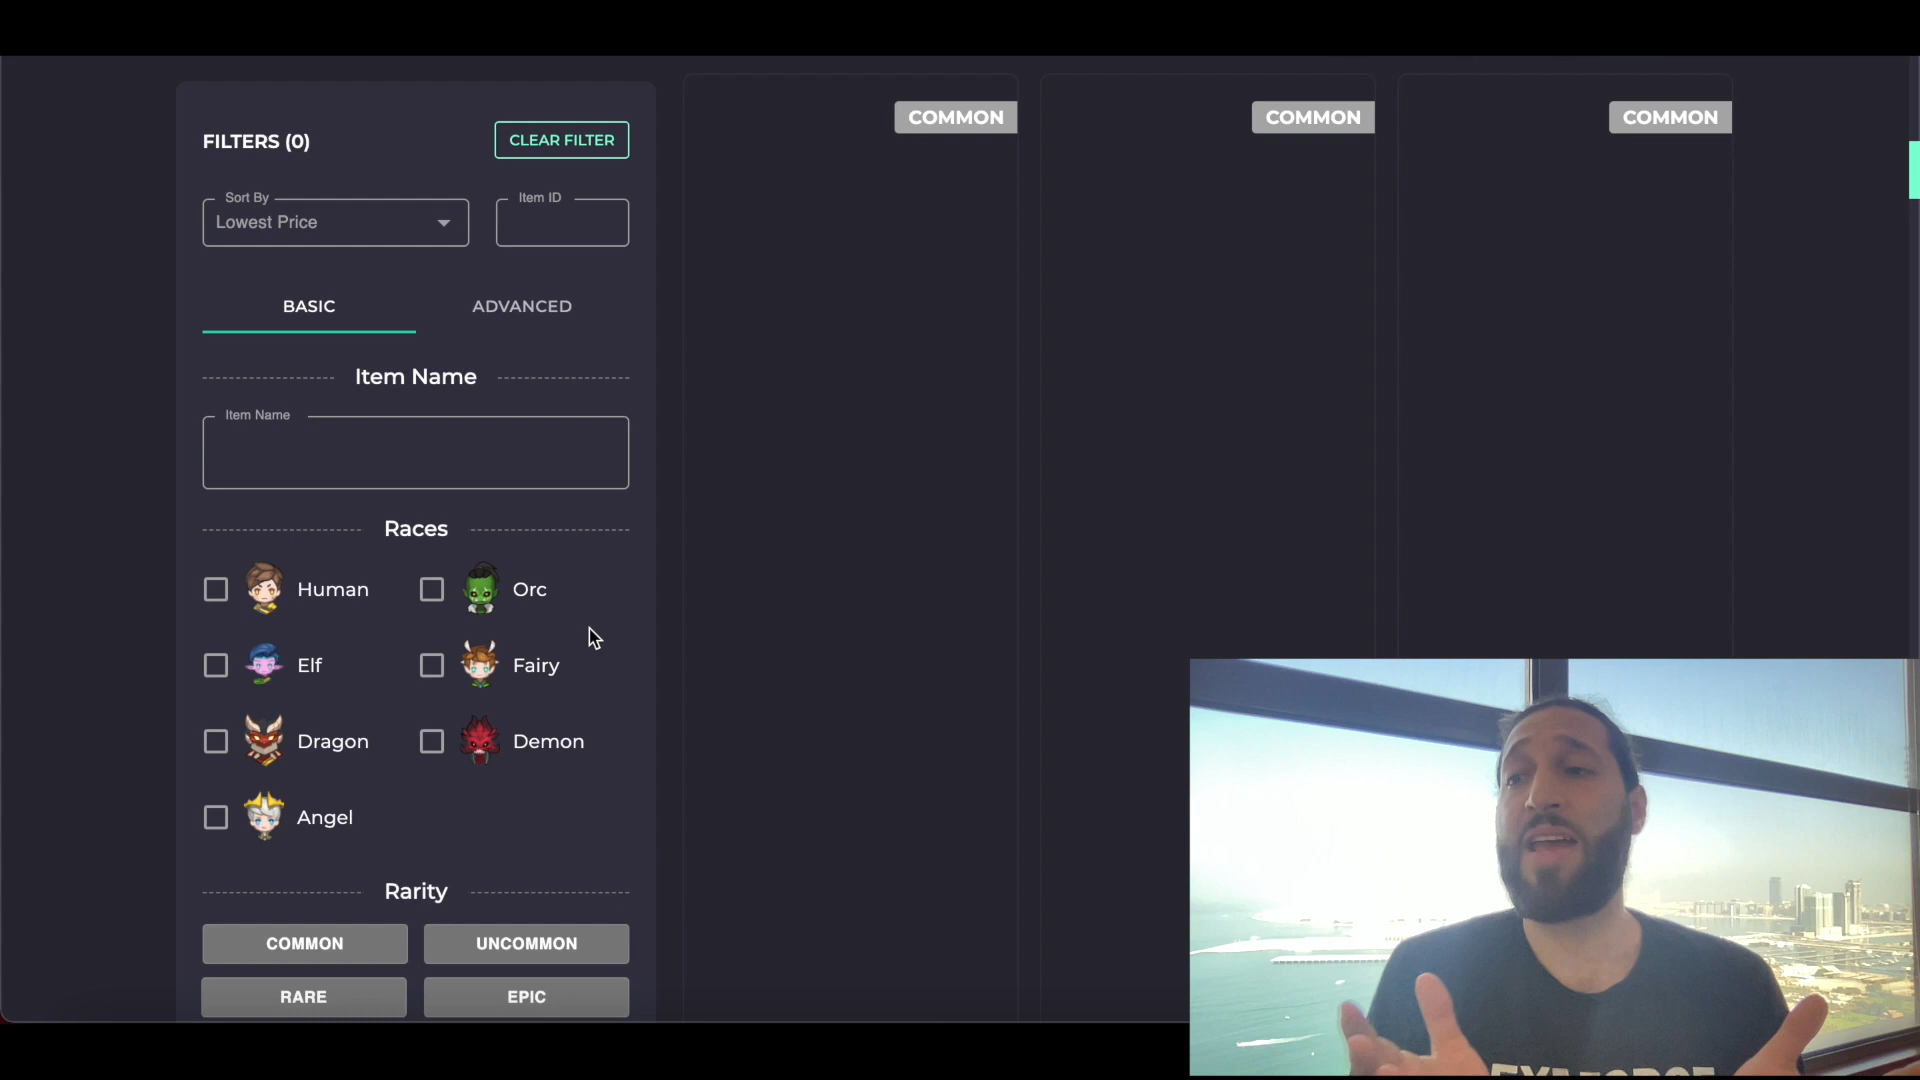 FILTERS (0)
CLEAR FILTER
Sort By
Lowest Price
Item ID
BASIC
ADVANCED
Item Name
Item Name
Races
Human
Orc
Elf
Fairy
Dragon
Demon
Angel
Rarity
COMMON
UNCOMMON
RARE
EPIC
COMMON
COMMON
COMMON